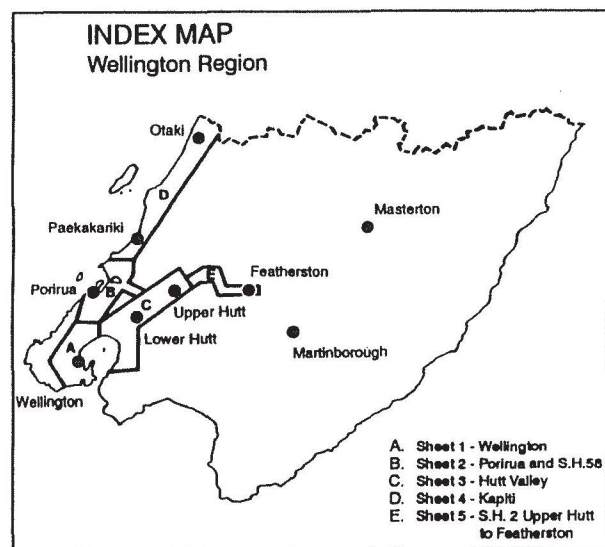 INDEX MAP
Wellington Region
Otaki
D
Masterton
Paekakariki
E
Featherston
Porirua
B
Upper Hutt
C
Lower Hutt
Martinborough
A
Wellington
A. Sheet 1 - Wellington
B. Sheet 2 - Porirua and S.H.58
C. Sheet 3 - Hutt Valley
D. Sheet 4 - Kapiti
E. Sheet 5 - S.H. 2 Upper Hutt
to Featherston